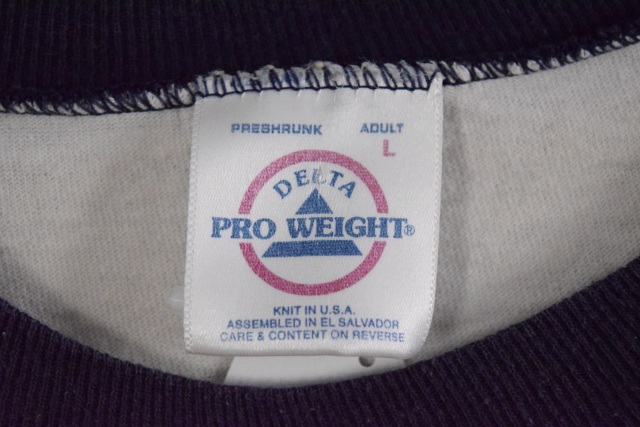 PRESHRUNK ADULT
L
DELTA
PRO WEIGHT®
KNIT IN U.S.A.
ASSEMBLED IN EL SALVADOR
CARE & CONTENT ON REVERSE